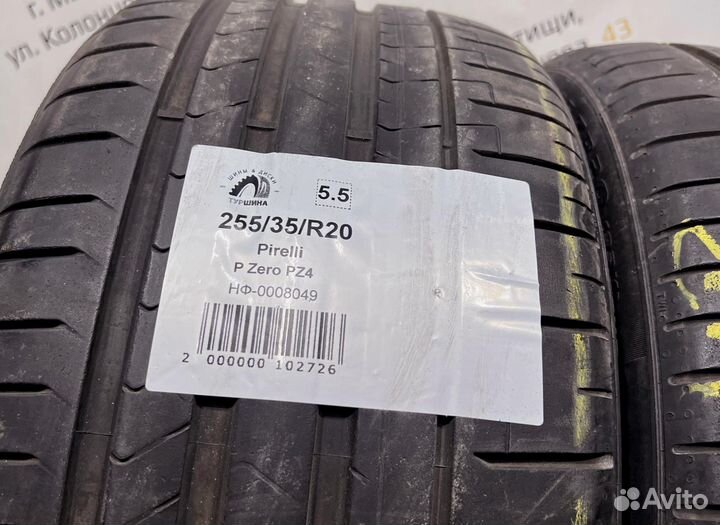 г. М
ул. Колонц
тищи,
43
ШИНЫ & ДИСКИ
ТУРШИНА
5.5
255/35/R20
Pirelli
P Zero PZ4
НФ-0008049
2 000000 102726
Avito